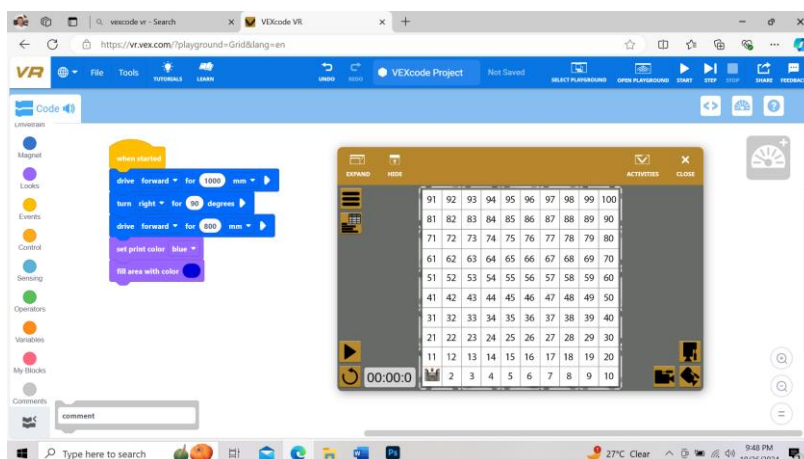 vexcode vr - Search
VEXcode VR
https://vr.vex.com/?playground=Grid&lang=en
VR
File
Tools
TUTORIALS
LEARN
UNDO
REDO
VEXcode Project
Not Saved
SELECT PLAYGROUND
OPEN PLAYGROUND
START
STEP
STOP
SHARE
FEEDBACK
Code
Drivetrain
Magnet
Looks
Events
Control
Sensing
Operators
Variables
My Blocks
Comments
when started
drive forward for 1000 mm
turn right for 90 degrees
drive forward for 800 mm
set print color blue
fill area with color
comment
EXPAND
HIDE
ACTIVITIES
CLOSE
91 92 93 94 95 96 97 98 99 100
81 82 83 84 85 86 87 88 89 90
71 72 73 74 75 76 77 78 79 80
61 62 63 64 65 66 67 68 69 70
51 52 53 54 55 56 57 58 59 60
41 42 43 44 45 46 47 48 49 50
31 32 33 34 35 36 37 38 39 40
21 22 23 24 25 26 27 28 29 30
11 12 13 14 15 16 17 18 19 20
2 3 4 5 6 7 8 9 10
00:00:0
Type here to search
27°C Clear
9:48 PM